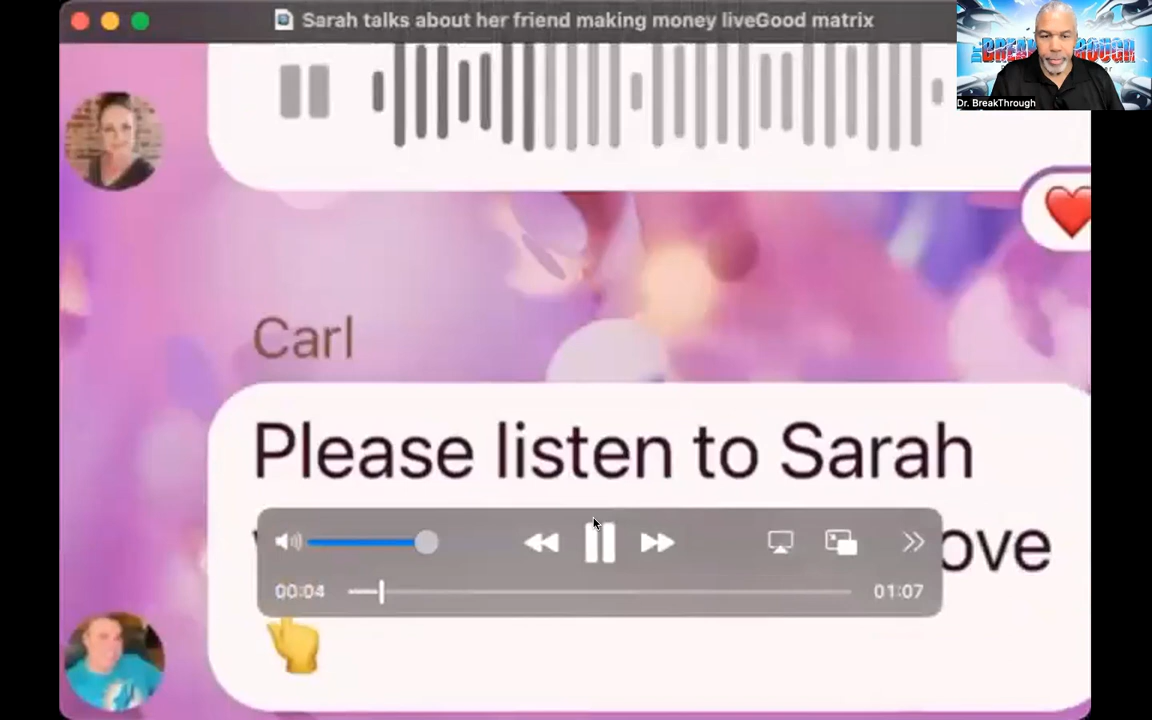 Sarah talks about her friend making money liveGood matrix
BREAKTHROUGH
Dr. BreakThrough
Carl
Please listen to Sarah
ove
00:04
01:07